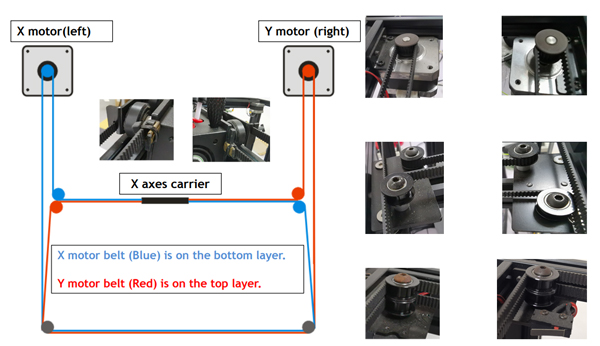 X motor(left)
Y motor (right)
X axes carrier
X motor belt (Blue) is on the bottom layer.
Y motor belt (Red) is on the top layer.